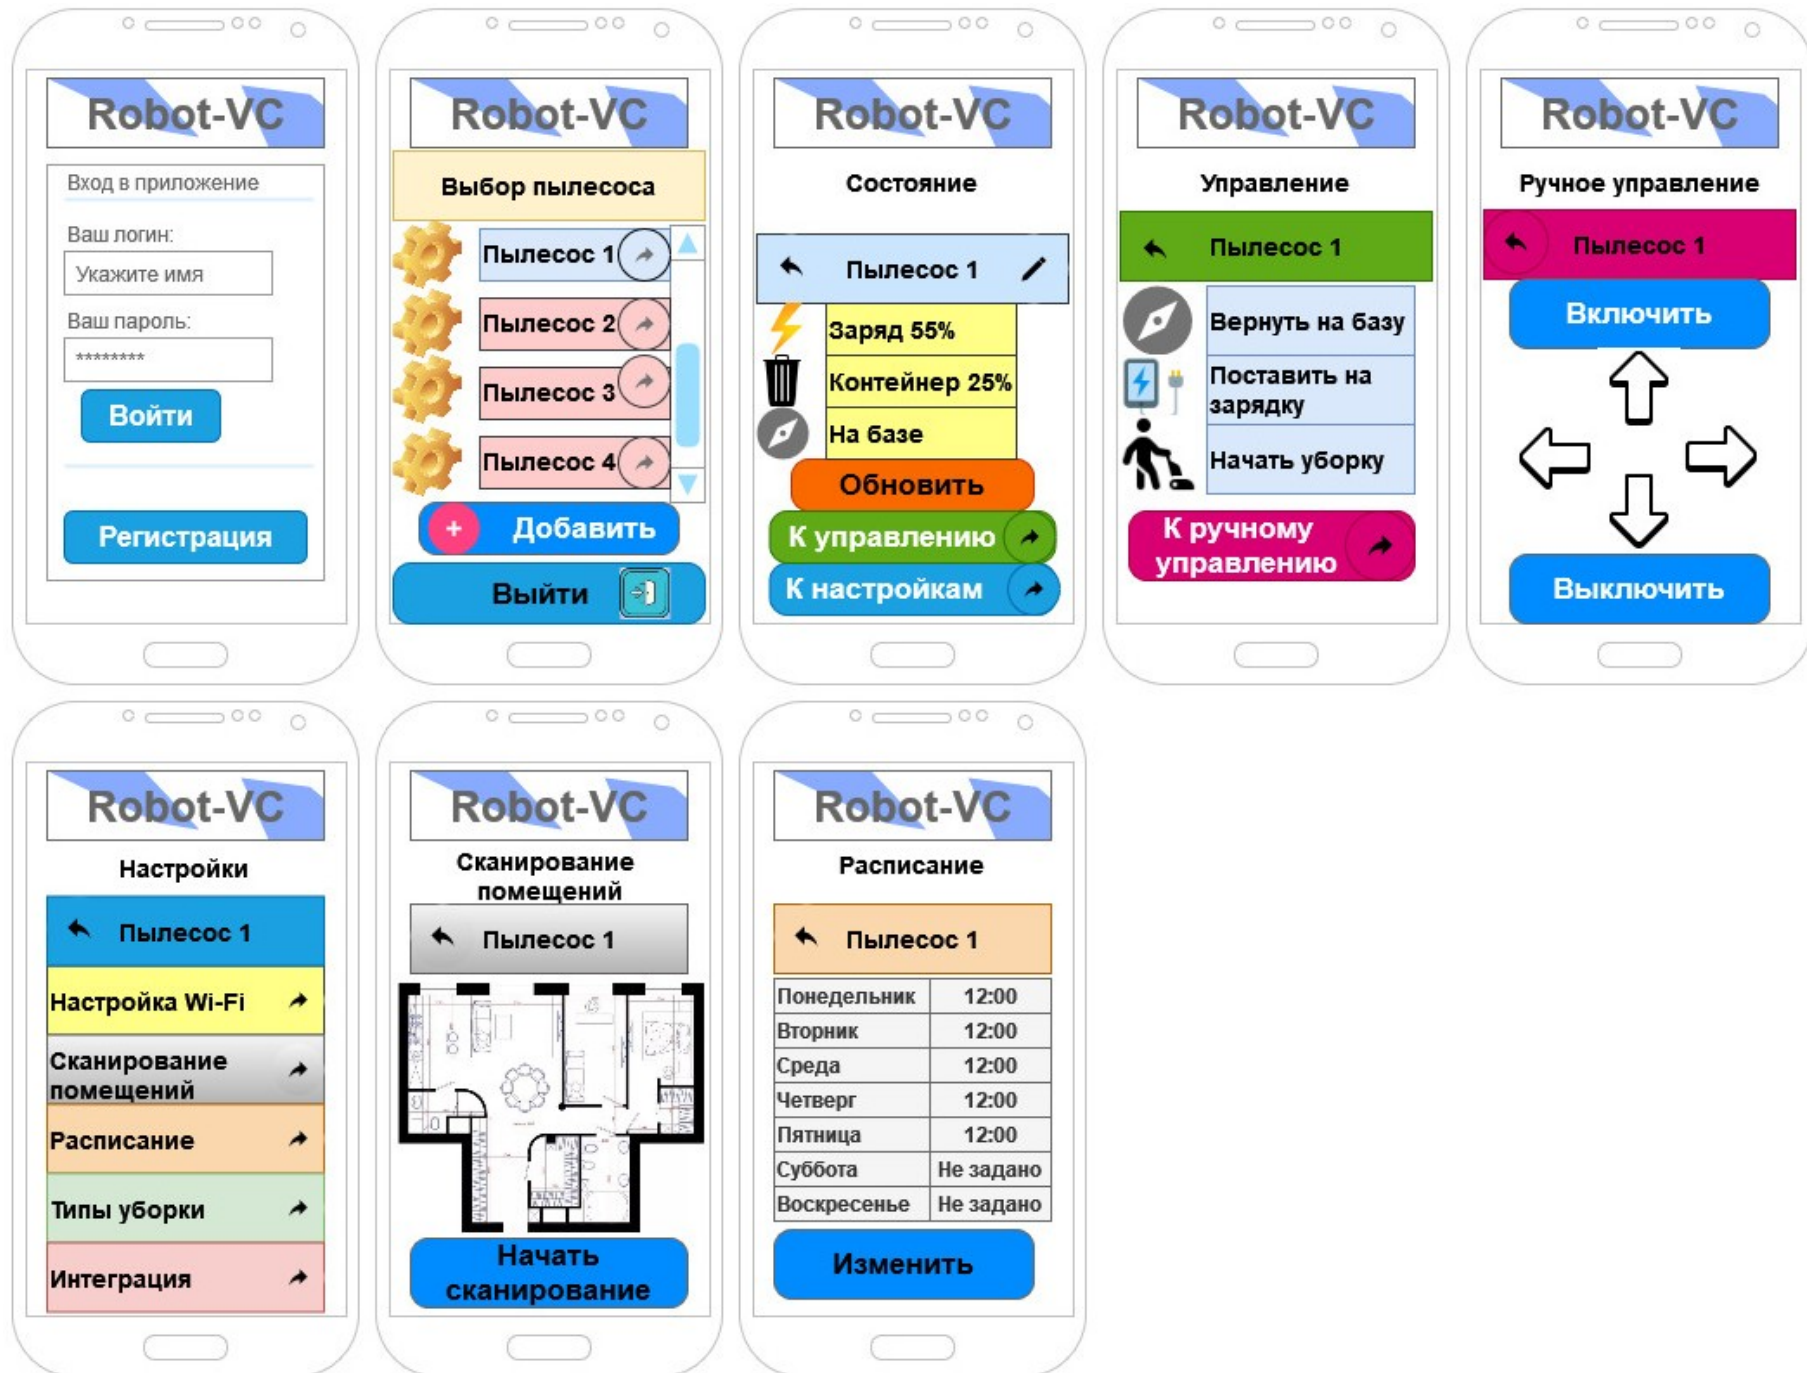 Robot-VC
Вход в приложение
Ваш логин:
Укажите имя
Ваш пароль:
********
Войти
Регистрация
Robot-VC
Выбор пылесоса
Пылесос 1
Пылесос 2
Пылесос 3
Пылесос 4
+ Добавить
Выйти
Robot-VC
Состояние
Пылесос 1
Заряд 55%
Контейнер 25%
На базе
Обновить
К управлению
К настройкам
Robot-VC
Управление
Пылесос 1
Вернуть на базу
Поставить на
зарядку
Начать уборку
К ручному
управлению
Robot-VC
Ручное управление
Пылесос 1
Включить
Выключить
Robot-VC
Настройки
Пылесос 1
Настройка Wi-Fi
Сканирование
помещений
Расписание
Типы уборки
Интеграция
Robot-VC
Сканирование
помещений
Пылесос 1
Начать
сканирование
Robot-VC
Расписание
Пылесос 1
Понедельник 12:00
Вторник 12:00
Среда 12:00
Четверг 12:00
Пятница 12:00
Суббота Не задано
Воскресенье Не задано
Изменить